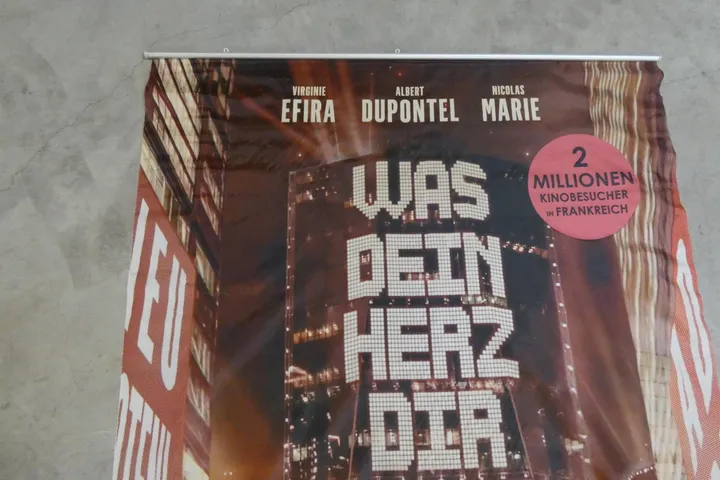 VIRGINIE
EFIRA
ALBERT
DUPONTEL
NICOLAS
MARIE
2
MILLIONEN
KINOBESUCHER
IN FRANKREICH
WAS
DEIN
HERZ
DIR